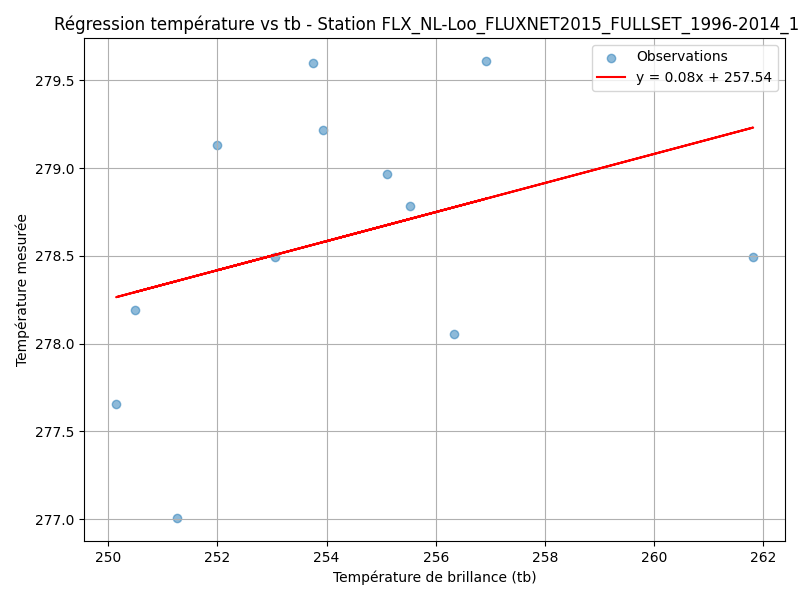 Régression température vs tb - Station FLX_NL-Loo_FLUXNET2015_FULLSET_1996-2014_1
Observations
y = 0.08x + 257.54
279.5
279.0
278.5
278.0
277.5
277.0
Température mesurée
250
252
254
256
258
260
262
Température de brillance (tb)